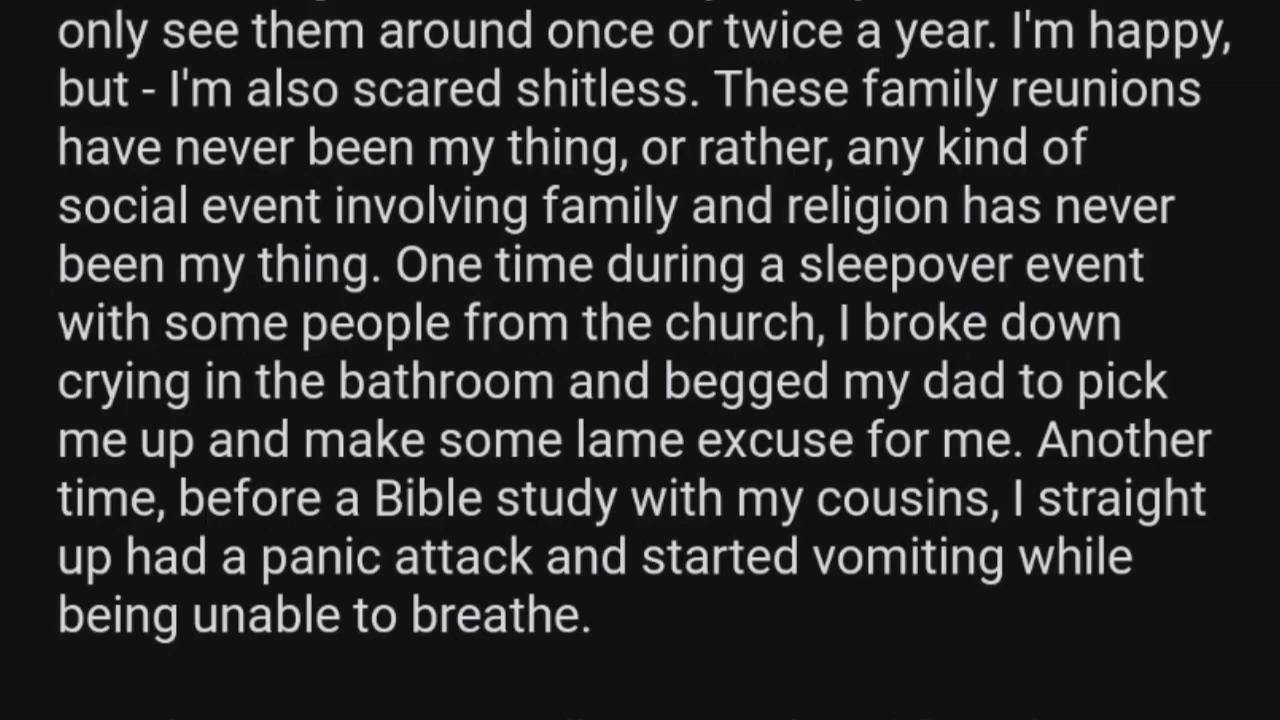 only see them around once or twice a year. I'm happy,
but - I'm also scared shitless. These family reunions
have never been my thing, or rather, any kind of
social event involving family and religion has never
been my thing. One time during a sleepover event
with some people from the church, I broke down
crying in the bathroom and begged my dad to pick
me up and make some lame excuse for me. Another
time, before a Bible study with my cousins, I straight
up had a panic attack and started vomiting while
being unable to breathe.